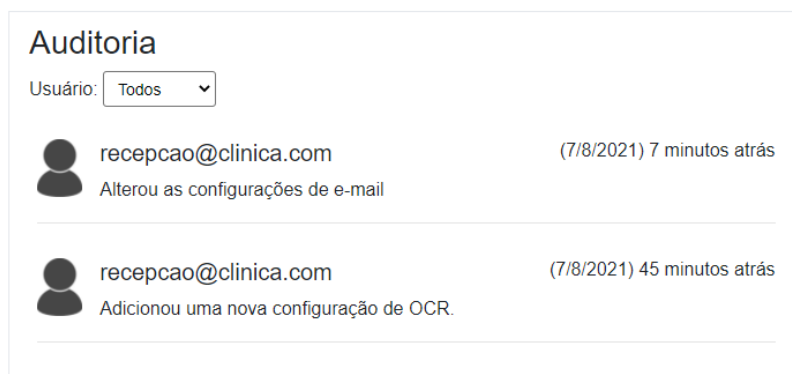 Auditoria
Usuário: Todos
recepcao@clinica.com (7/8/2021) 7 minutos atrás
Alterou as configurações de e-mail
recepcao@clinica.com (7/8/2021) 45 minutos atrás
Adicionou uma nova configuração de OCR.